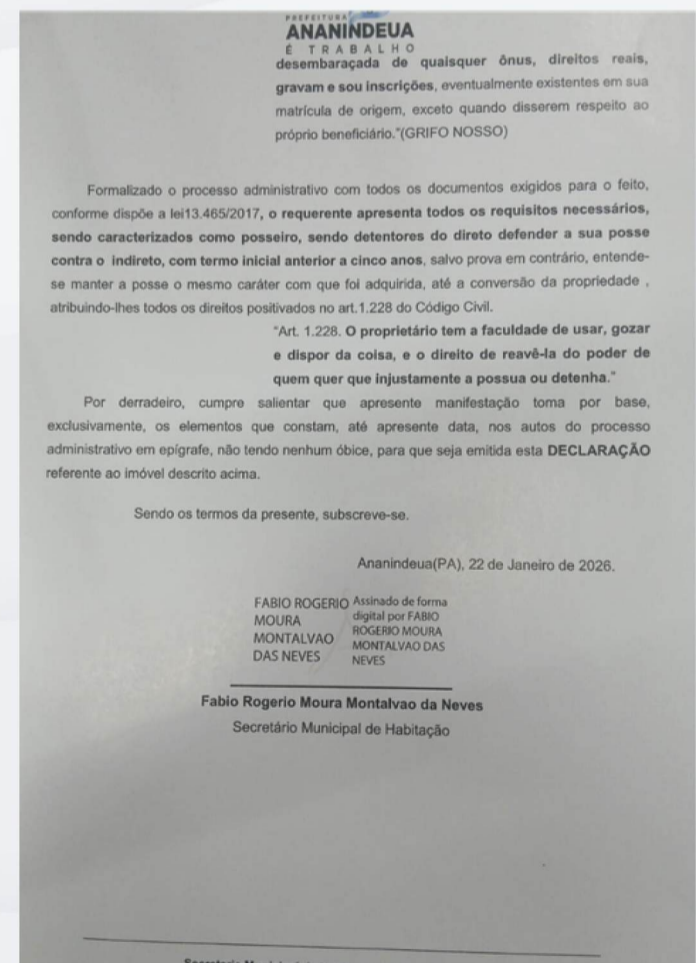 PREFEITURA
ANANINDEUA
É TRABALHO
desembaraçada de quaisquer ônus, direitos reais,
gravam e sou inscrições, eventualmente existentes em sua
matrícula de origem, exceto quando disserem respeito ao
próprio beneficiário."(GRIFO NOSSO)
Formalizado o processo administrativo com todos os documentos exigidos para o feito,
conforme dispõe a lei13.465/2017, o requerente apresenta todos os requisitos necessários,
sendo caracterizados como posseiro, sendo detentores do direto defender a sua posse
contra o indireto, com termo inicial anterior a cinco anos, salvo prova em contrário, entende-
se manter a posse o mesmo caráter com que foi adquirida, até a conversão da propriedade ,
atribuindo-lhes todos os direitos positivados no art.1.228 do Código Civil.
"Art. 1.228. O proprietário tem a faculdade de usar, gozar
e dispor da coisa, e o direito de reavê-la do poder de
quem quer que injustamente a possua ou detenha."
Por derradeiro, cumpre salientar que apresente manifestação toma por base,
exclusivamente, os elementos que constam, até apresente data, nos autos do processo
administrativo em epígrafe, não tendo nenhum óbice, para que seja emitida esta DECLARAÇÃO
referente ao imóvel descrito acima.
Sendo os termos da presente, subscreve-se.
Ananindeua(PA), 22 de Janeiro de 2026.
FABIO ROGERIO
MOURA
MONTALVAO
DAS NEVES
Assinado de forma
digital por FABIO
ROGERIO MOURA
MONTALVAO DAS
NEVES
Fabio Rogerio Moura Montalvao da Neves
Secretário Municipal de Habitação